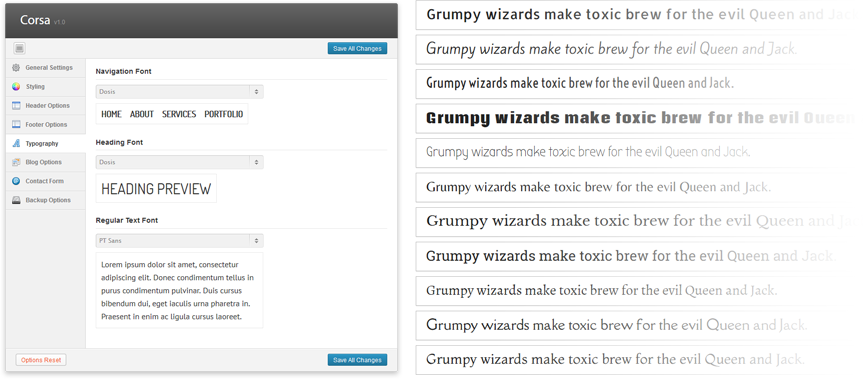 Corsa v1.0
Save All Changes
General Settings
Styling
Header Options
Footer Options
Typography
Blog Options
Contact Form
Backup Options
Navigation Font
Dosis
HOME ABOUT SERVICES PORTFOLIO
Heading Font
Dosis
HEADING PREVIEW
Regular Text Font
PT Sans
Lorem ipsum dolor sit amet, consectetur
adipiscing elit. Donec condimentum tellus in
purus condimentum pulvinar. Duis cursus
bibendum dui, eget iaculis urna pharetra in.
Praesent in enim ac ligula cursus laoreet.
Options Reset
Save All Changes
Grumpy wizards make toxic brew for the evil Queen and Jack.
Grumpy wizards make toxic brew for the evil Queen and Jack.
Grumpy wizards make toxic brew for the evil Queen and Jack.
Grumpy wizards make toxic brew for the evil Queen
Grumpy wizards make toxic brew for the evil Queen and Jack.
Grumpy wizards make toxic brew for the evil Queen and Jack.
Grumpy wizards make toxic brew for the evil Queen and
Grumpy wizards make toxic brew for the evil Queen and Jack.
Grumpy wizards make toxic brew for the evil Queen and Jack.
Grumpy wizards make toxic brew for the evil Queen and Jack.
Grumpy wizards make toxic brew for the evil Queen and Jack.